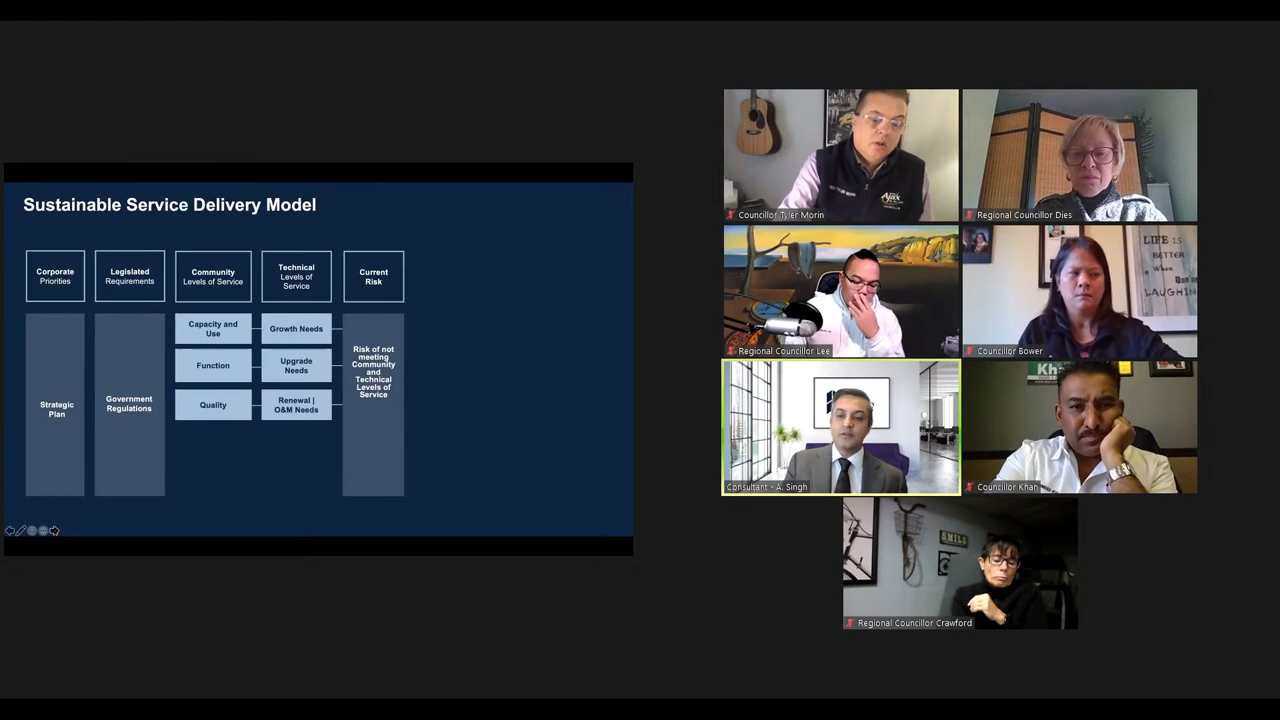 Sustainable Service Delivery Model
Corporate
Priorities
Legislated
Requirements
Community
Levels of Service
Technical
Levels of
Service
Current
Risk
Strategic
Plan
Government
Regulations
Capacity and
Use
Function
Quality
Growth Needs
Upgrade
Needs
Renewal |
O&M Needs
Risk of not
meeting
Community
and
Technical
Levels of
Service
Ajax
Councillor Tyler Morin
Regional Councillor Dies
Regional Councillor Lee
LIFE IS
BETTER
When
LAUGHING
Councillor Bower
Consultant - A. Singh
Kha
Councillor Khan
SMILE
Regional Councillor Crawford